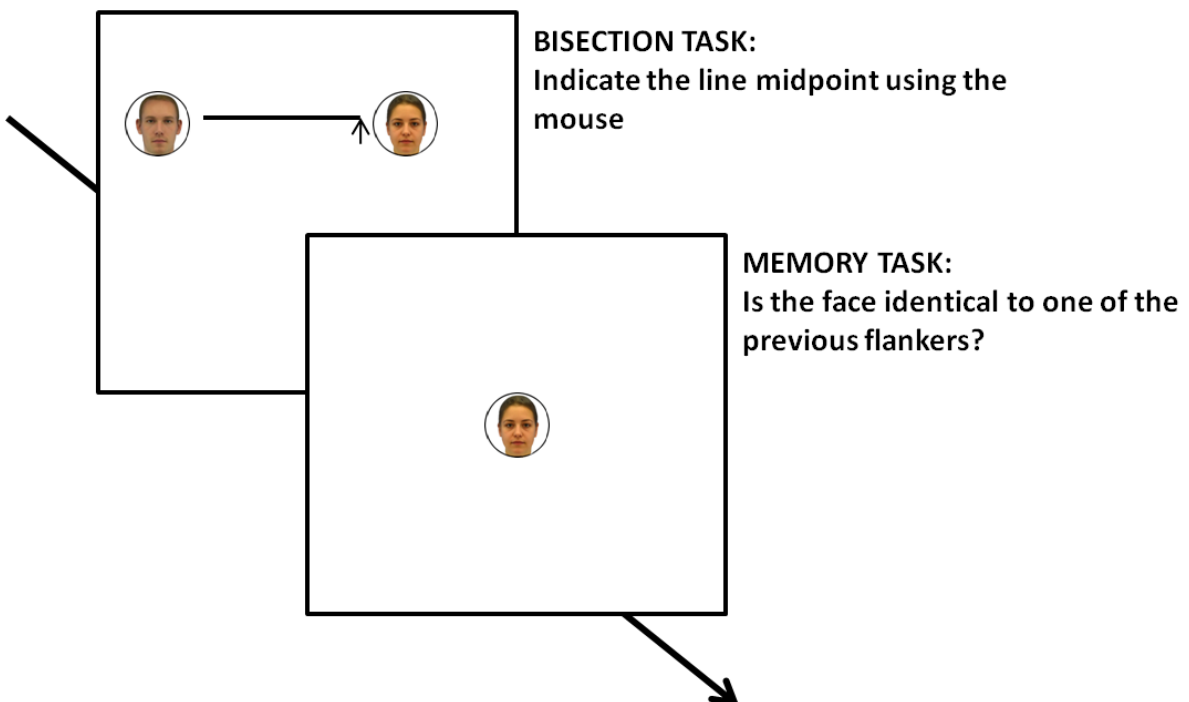 BISECTION TASK:
Indicate the line midpoint using the
mouse
MEMORY TASK:
Is the face identical to one of the
previous flankers?